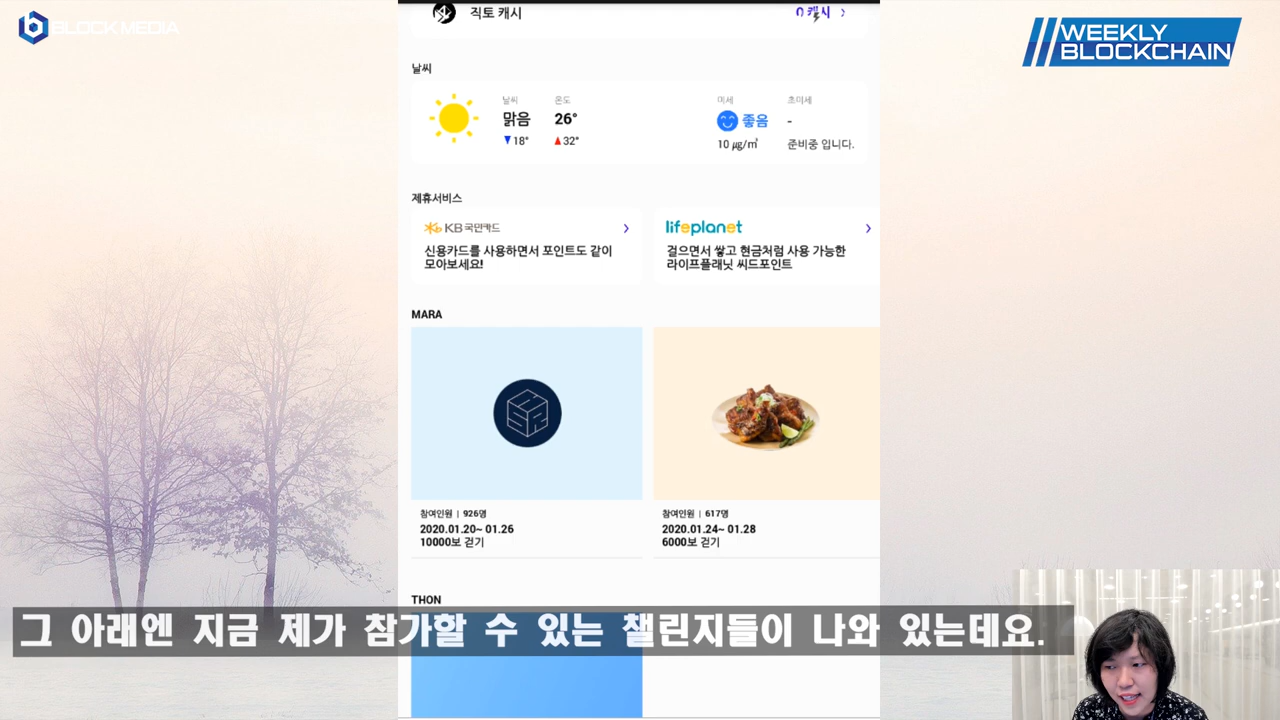 BLOCK MEDIA
WEEKLY
BLOCKCHAIN
직토 캐시
0 캐시
날씨
날씨
온도
미세
초미세
맑음
26°
좋음
-
▼18°
▲32°
10 ㎍/㎥
준비중 입니다.
제휴서비스
KB국민카드
신용카드를 사용하면서 포인트도 같이
모아보세요!
lifeplanet
걸으면서 쌓고 현금처럼 사용 가능한
라이프플래닛 씨드포인트
MARA
참여인원 | 926명
2020.01.20~ 01.26
10000보 걷기
참여인원 | 617명
2020.01.24~ 01.28
6000보 걷기
THON
그 아래엔 지금 제가 참가할 수 있는 챌린지들이 나와 있는데요.